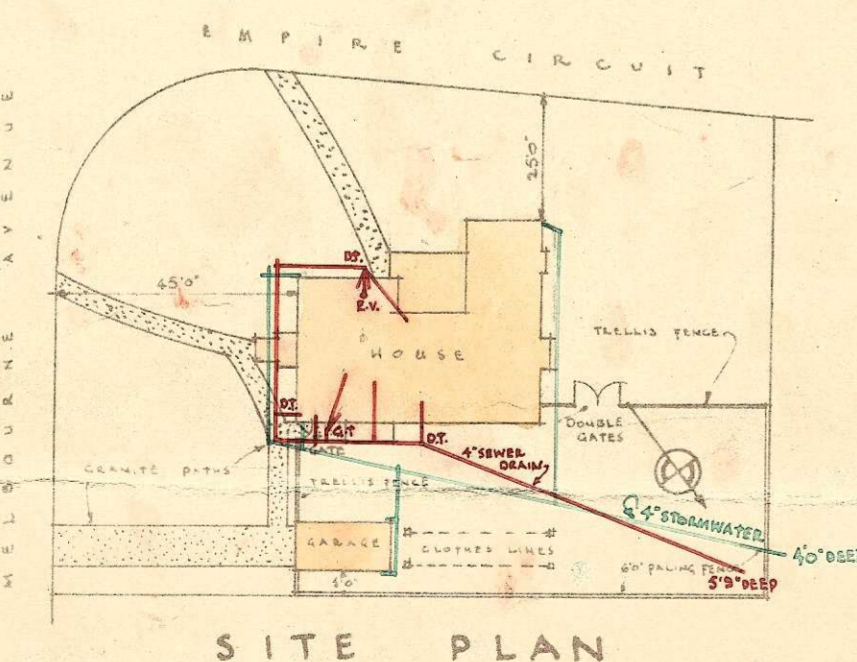 EMPIRE CIRCUIT
MELBOURNE AVENUE
25'0"
45'0"
D.T.
E.V.
HOUSE
TRELLIS FENCE
D.T.
G.T
D.T.
GATE
DOUBLE
GATES
4" SEWER
DRAIN
GRANITE PATHS
TRELLIS FENCE
4" STORMWATER
GARAGE
CLOTHES LINES
4'0" DEEP
6'0" PALING FENCE
5'9" DEEP
SITE PLAN